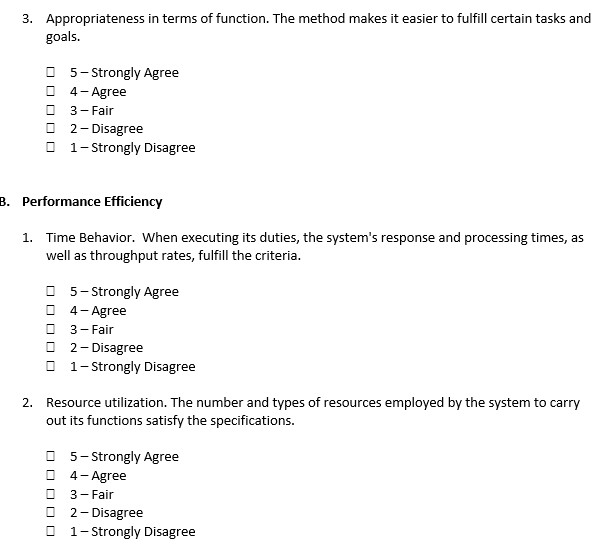 3. Appropriateness in terms of function. The method makes it easier to fulfill certain tasks and
goals.
☐ 5 – Strongly Agree
☐ 4 – Agree
☐ 3 – Fair
☐ 2 – Disagree
☐ 1 – Strongly Disagree
B. Performance Efficiency
1. Time Behavior. When executing its duties, the system's response and processing times, as
well as throughput rates, fulfill the criteria.
☐ 5 – Strongly Agree
☐ 4 – Agree
☐ 3 – Fair
☐ 2 – Disagree
☐ 1 – Strongly Disagree
2. Resource utilization. The number and types of resources employed by the system to carry
out its functions satisfy the specifications.
☐ 5 – Strongly Agree
☐ 4 – Agree
☐ 3 – Fair
☐ 2 – Disagree
☐ 1 – Strongly Disagree